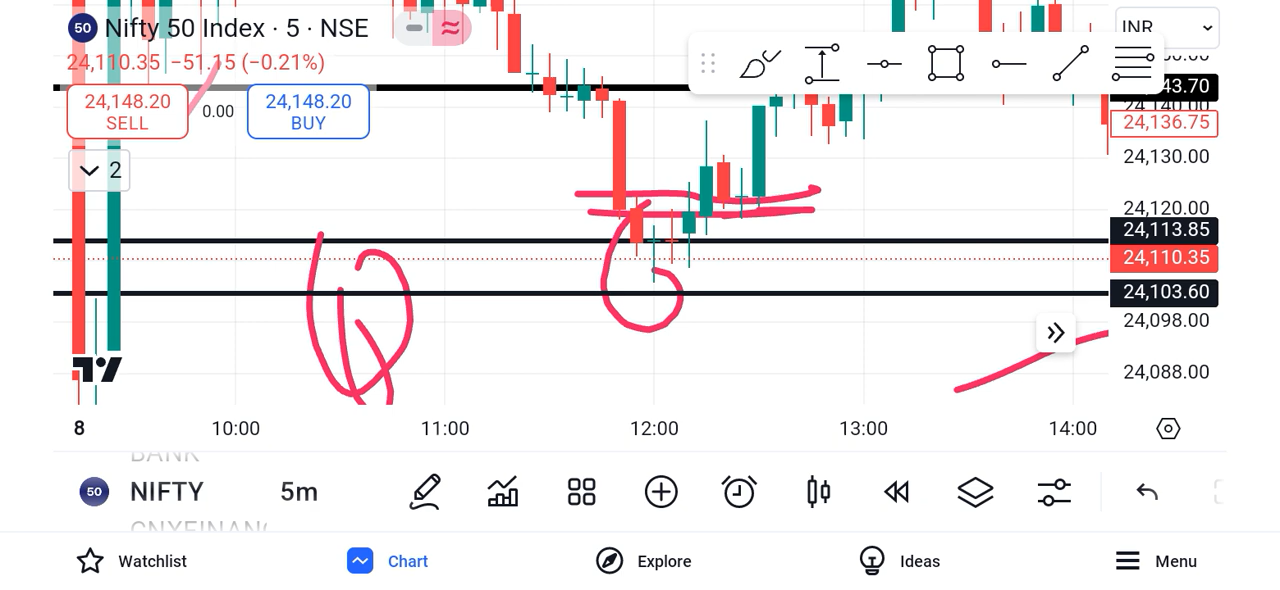 50 Nifty 50 Index · 5 · NSE
INR
24,110.35 −51.15 (−0.21%)
24,148.20
SELL
0.00
24,148.20
BUY
2
24,140.00
24,136.75
24,130.00
24,120.00
24,113.85
24,110.35
24,103.60
24,098.00
24,088.00
8 10:00 11:00 12:00 13:00 14:00
BANK
50 NIFTY 5m
Watchlist Chart Explore Ideas Menu